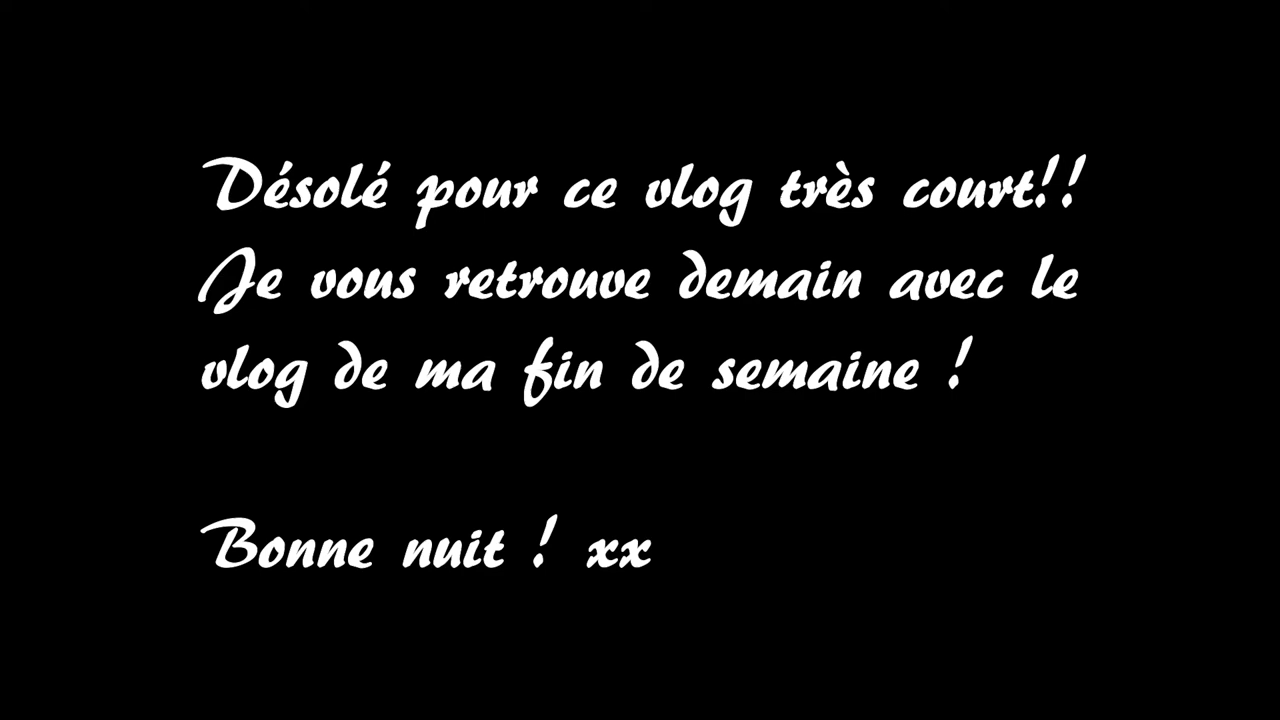 Désolé pour ce vlog très court!!
Je vous retrouve demain avec le
vlog de ma fin de semaine !
Bonne nuit ! xx